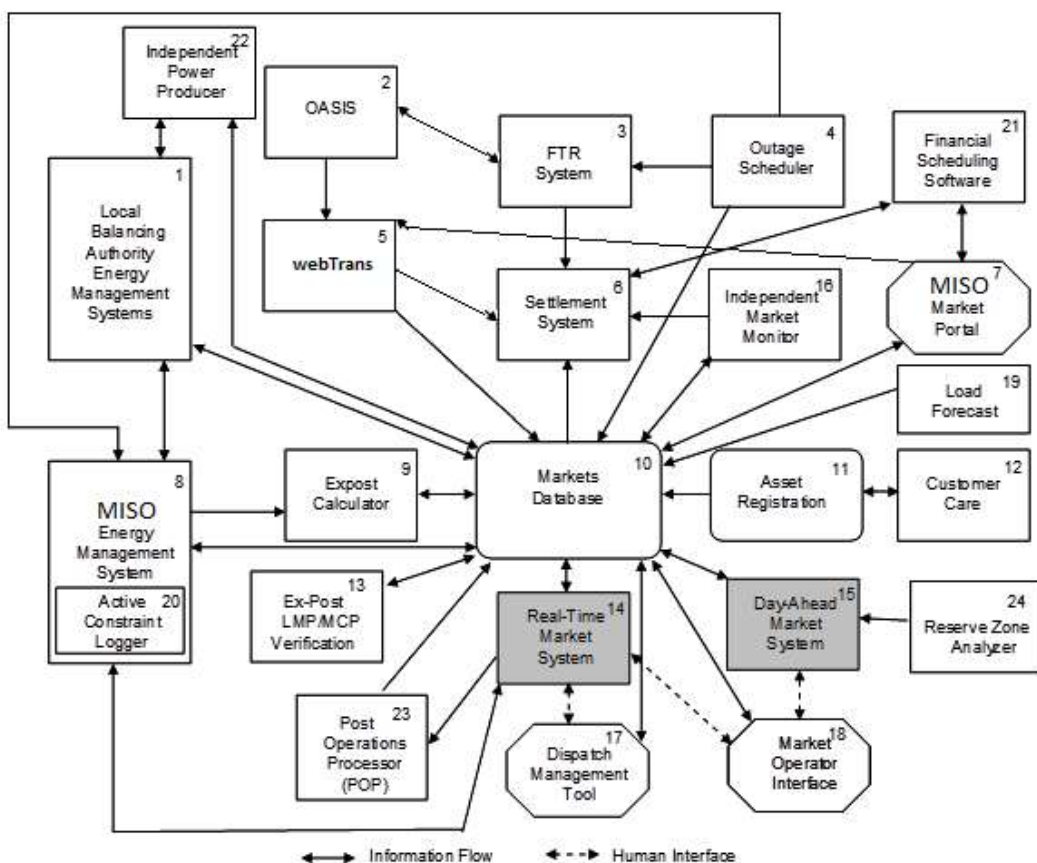 22
Independent
Power
Producer
2
OASIS
3
FTR
System
4
Outage
Scheduler
21
Financial
Scheduling
Software
1
Local
Balancing
Authority
Energy
Management
Systems
5
webTrans
6
Settlement
System
16
Independent
Market
Monitor
7
MISO
Market
Portal
19
Load
Forecast
8
MISO
Energy
Management
System
20
Active
Constraint
Logger
9
Expost
Calculator
10
Markets
Database
11
Asset
Registration
12
Customer
Care
13
Ex-Post
LMP/MCP
Verification
14
Real-Time
Market
System
15
Day-Ahead
Market
System
24
Reserve Zone
Analyzer
23
Post
Operations
Processor
(POP)
17
Dispatch
Management
Tool
18
Market
Operator
Interface
Information Flow
Human Interface